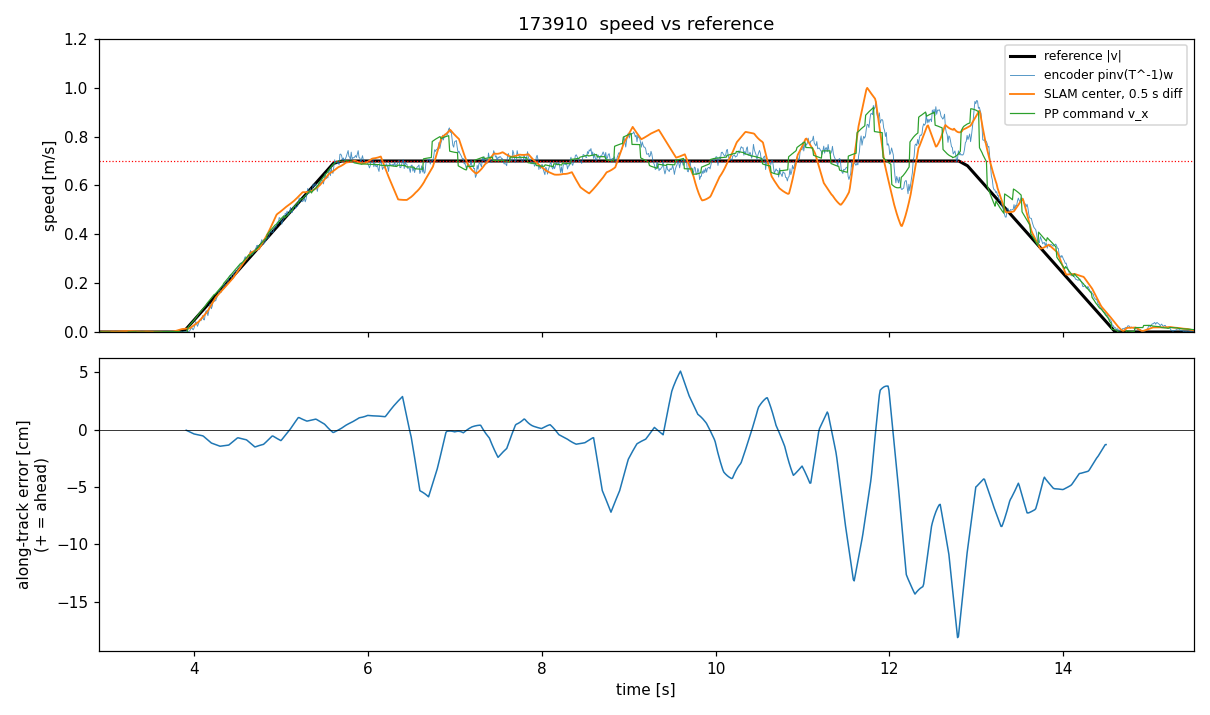 173910  speed vs reference
1.2
1.0
0.8
0.6
0.4
0.2
0.0
speed [m/s]
reference |v|
encoder pinv(T^-1)w
SLAM center, 0.5 s diff
PP command v_x
5
0
−5
−10
−15
along-track error [cm]
(+ = ahead)
4
6
8
10
12
14
time [s]